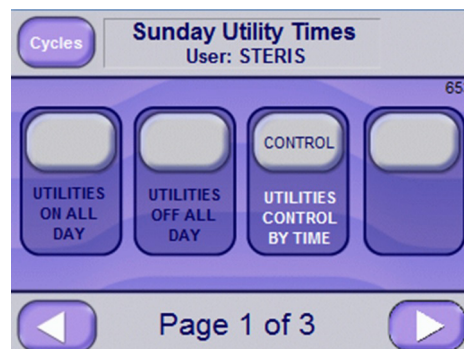 Cycles
Sunday Utility Times
User: STERIS
65
CONTROL
UTILITIES
ON ALL
DAY
UTILITIES
OFF ALL
DAY
UTILITIES
CONTROL
BY TIME
Page 1 of 3